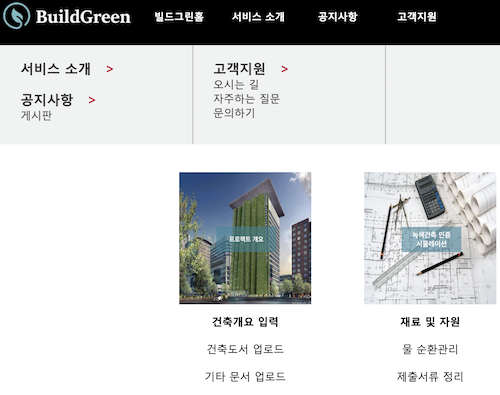 BuildGreen 빌드그린홈 서비스 소개 공지사항 고객지원
서비스 소개 >
공지사항 >
게시판
고객지원 >
오시는 길
자주하는 질문
문의하기
프로젝트 개요
건축개요 입력
건축도서 업로드
기타 문서 업로드
녹색건축 인증
시뮬레이션
재료 및 자원
물 순환관리
제출서류 정리